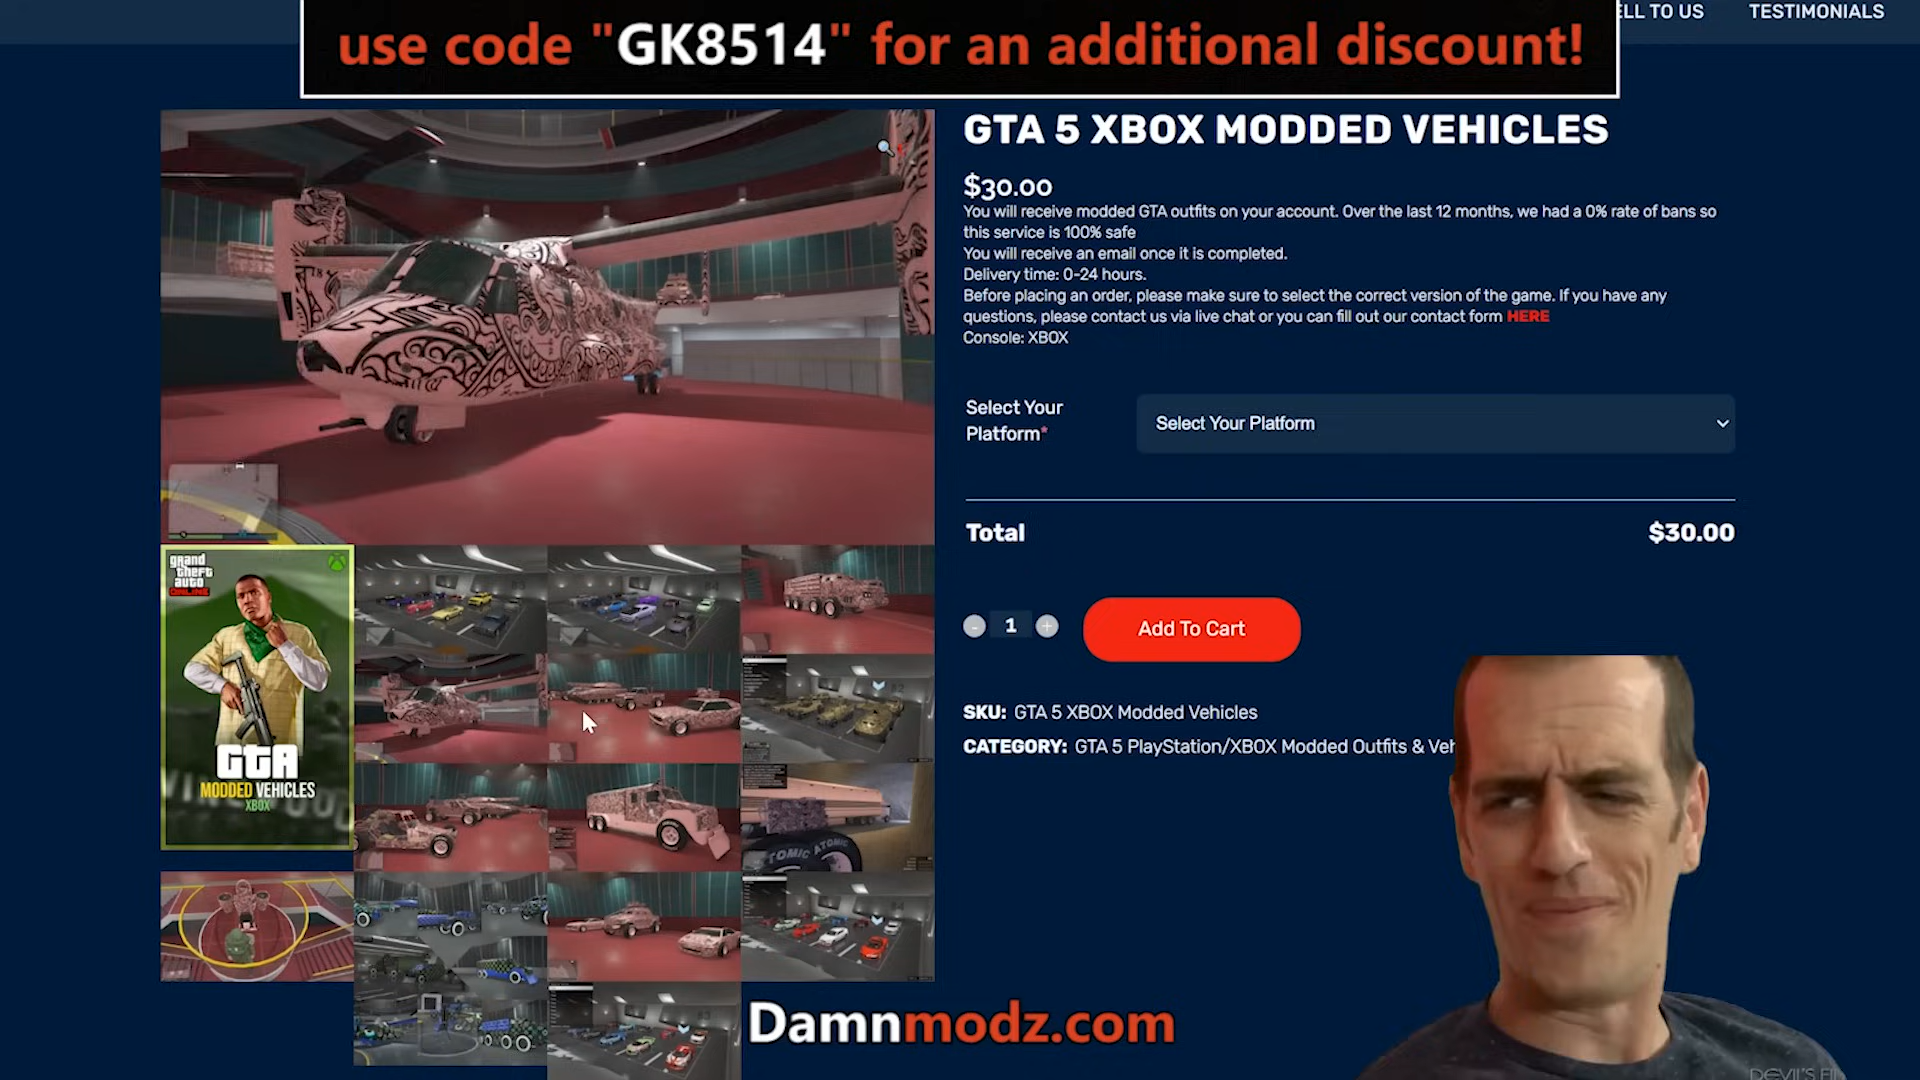 use code "GK8514" for an additional discount!
ELL TO US
TESTIMONIALS
GTA 5 XBOX MODDED VEHICLES
$30.00
You will receive modded GTA outfits on your account. Over the last 12 months, we had a 0% rate of bans so
this service is 100% safe
You will receive an email once it is completed.
Delivery time: 0-24 hours.
Before placing an order, please make sure to select the correct version of the game. If you have any
questions, please contact us via live chat or you can fill out our contact form HERE
Console: XBOX
Select Your
Platform*
Select Your Platform
Total
$30.00
- 1 +
Add To Cart
SKU: GTA 5 XBOX Modded Vehicles
CATEGORY: GTA 5 PlayStation/XBOX Modded Outfits & Veh
grand
theft
auto
ONLINE
GTA
MODDED VEHICLES
XBOX
ATOMIC ATOMIC
Damnmodz.com
DEVIL'S FIL